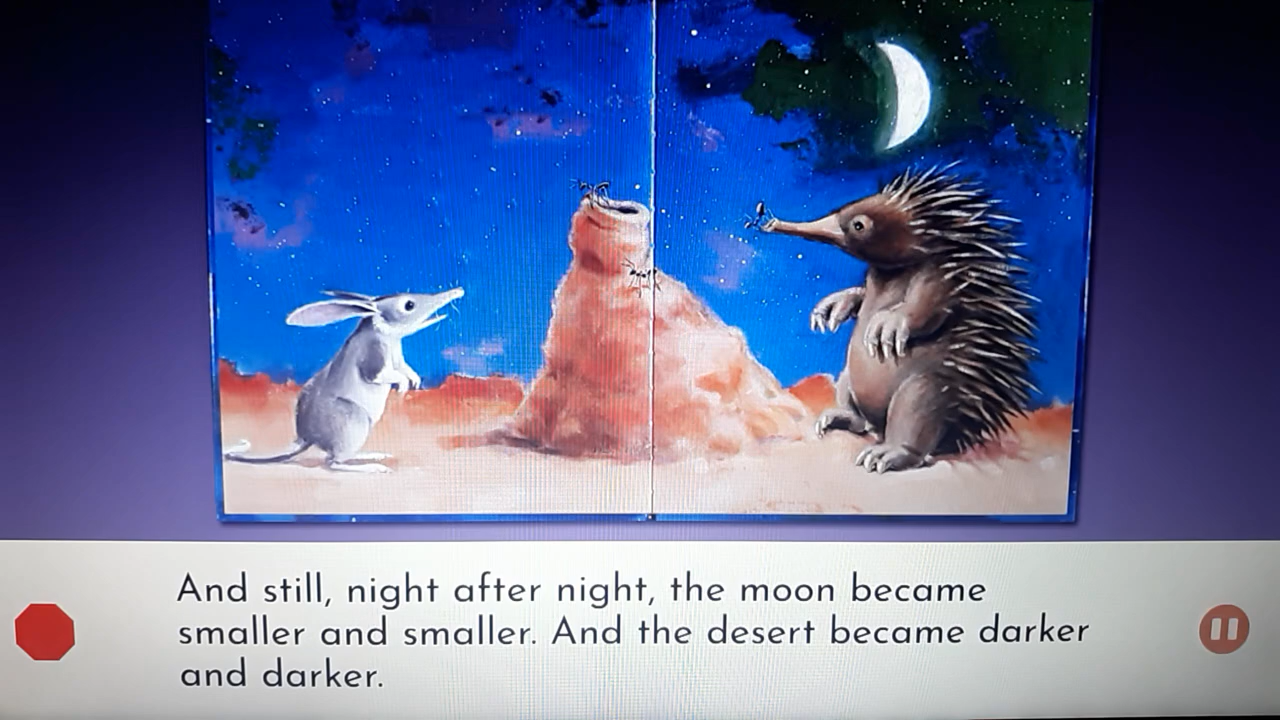 And still, night after night, the moon became
smaller and smaller. And the desert became darker
and darker.